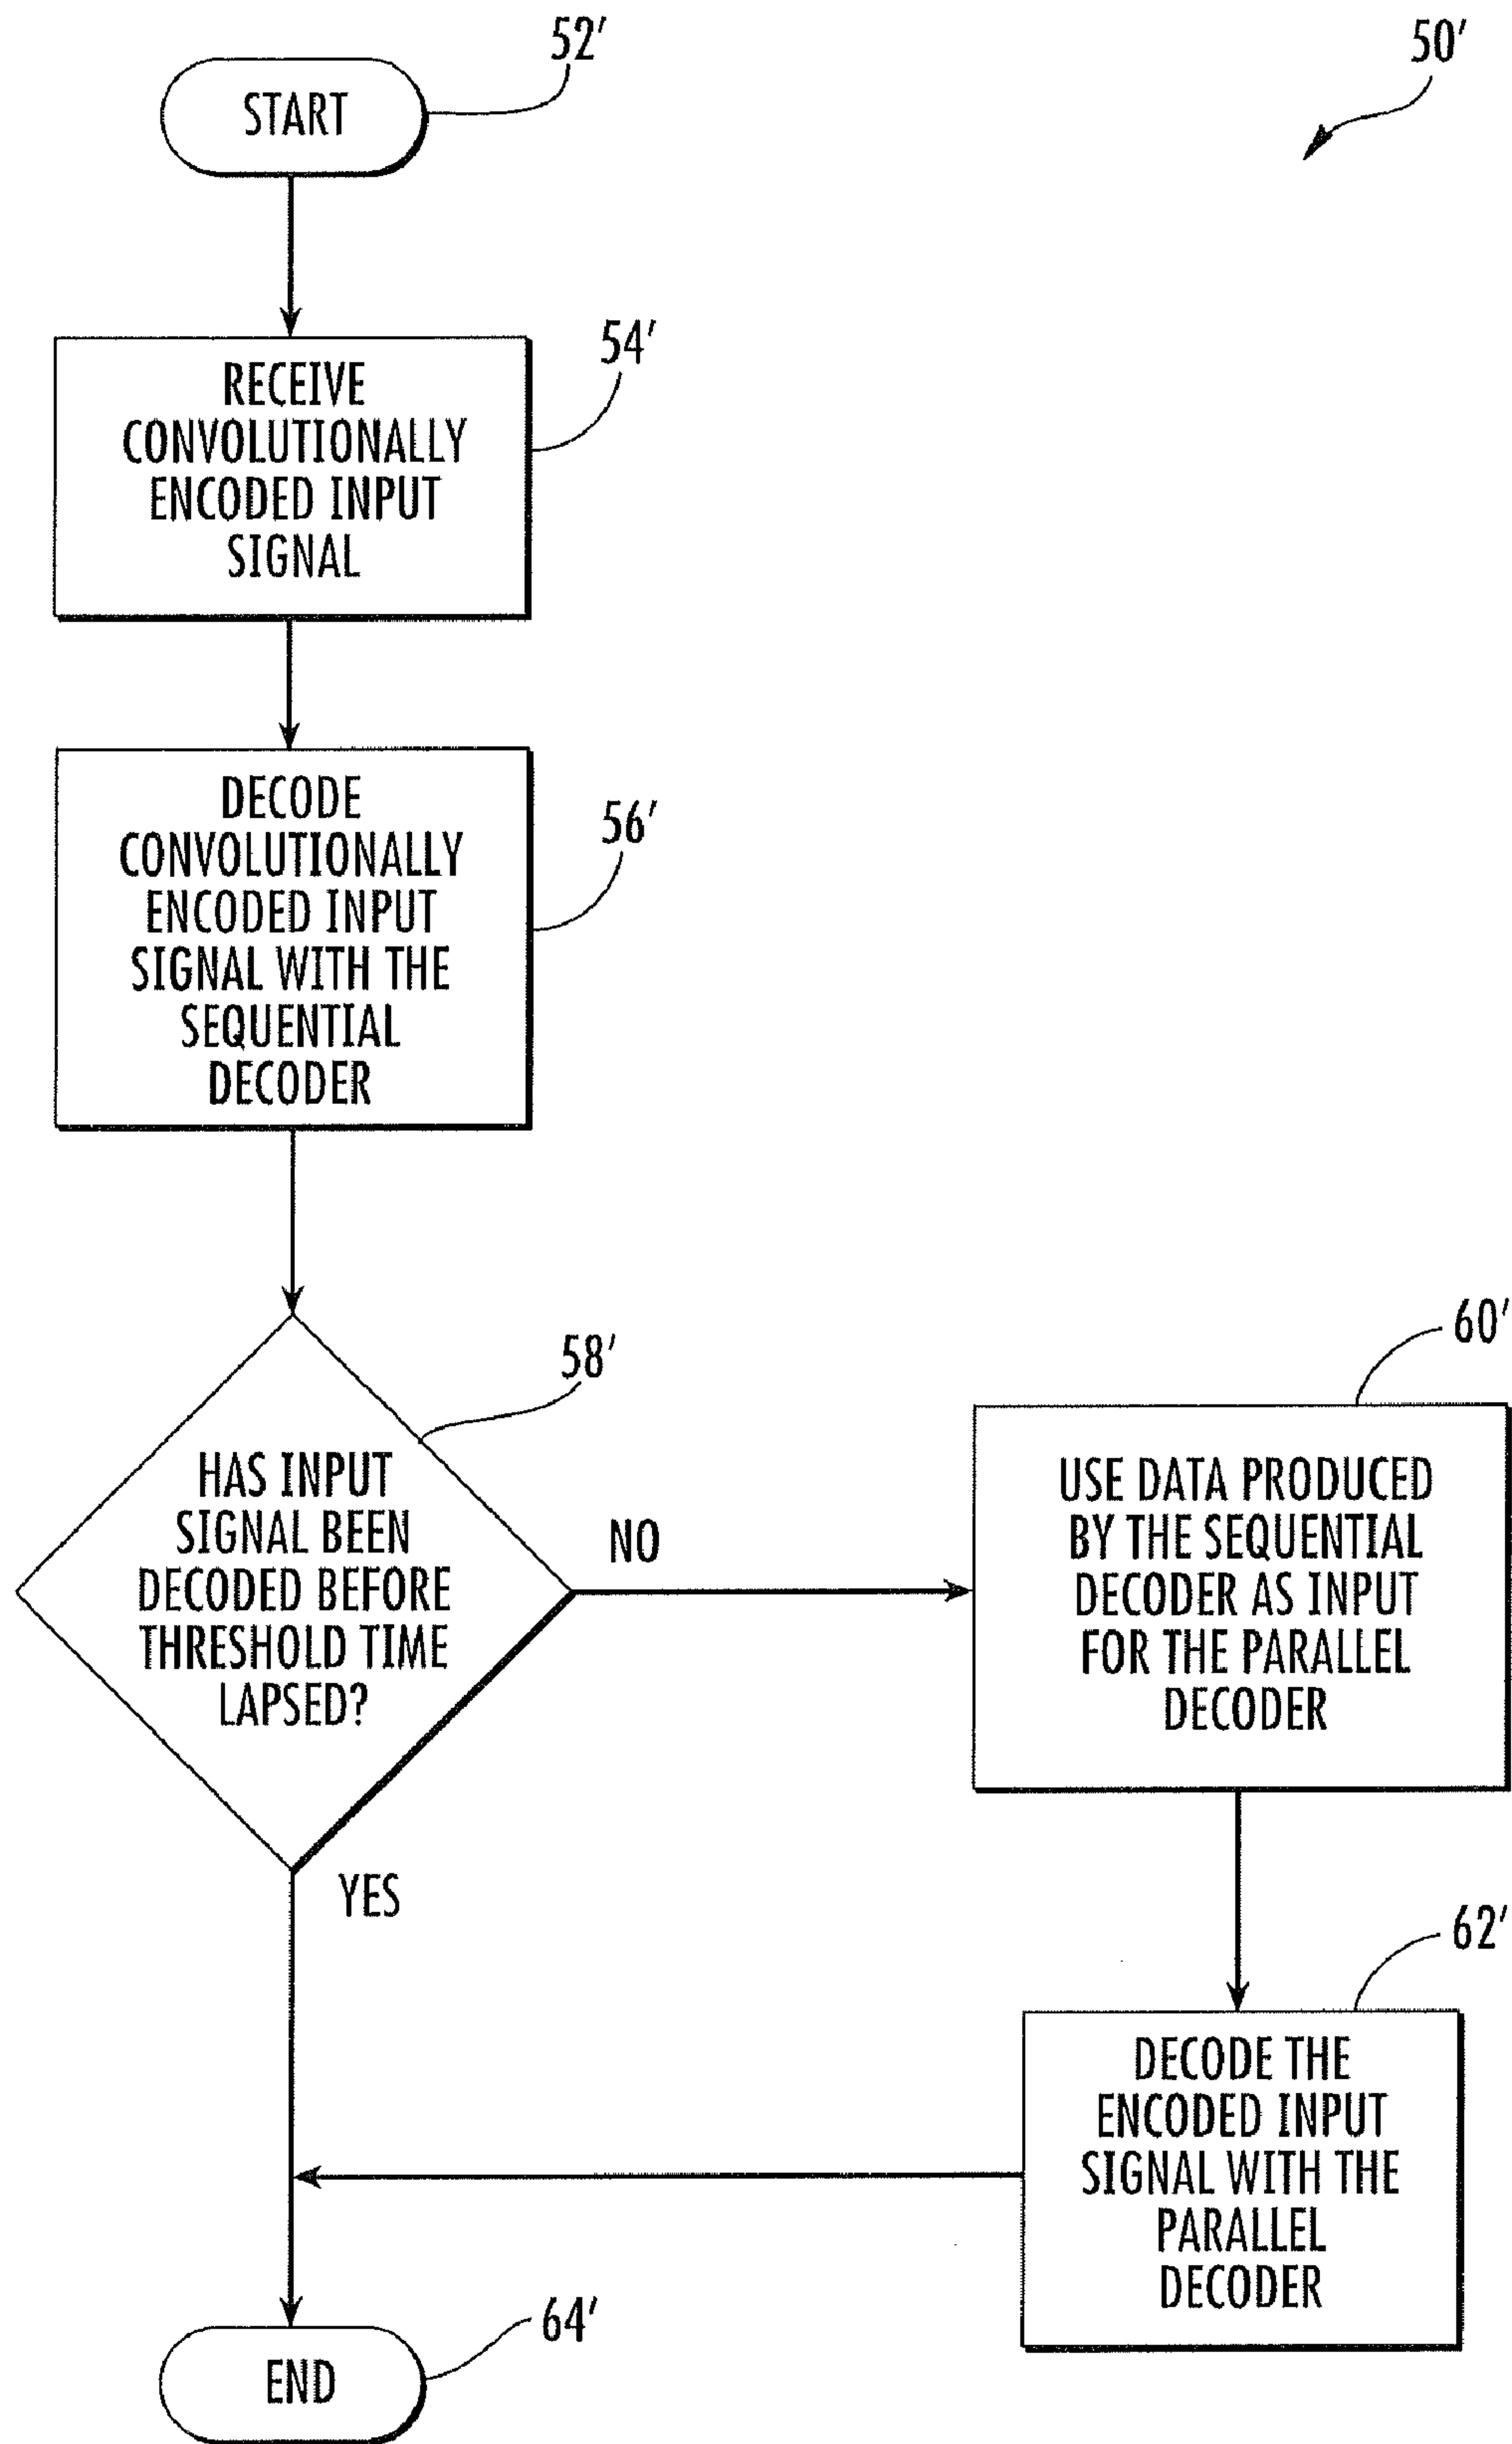 52'
50'
START
54'
RECEIVE
CONVOLUTIONALLY
ENCODED INPUT
SIGNAL
56'
DECODE
CONVOLUTIONALLY
ENCODED INPUT
SIGNAL WITH THE
SEQUENTIAL
DECODER
58'
HAS INPUT
SIGNAL BEEN
DECODED BEFORE
THRESHOLD TIME
LAPSED?
NO
YES
60'
USE DATA PRODUCED
BY THE SEQUENTIAL
DECODER AS INPUT
FOR THE PARALLEL
DECODER
62'
DECODE THE
ENCODED INPUT
SIGNAL WITH THE
PARALLEL
DECODER
64'
END